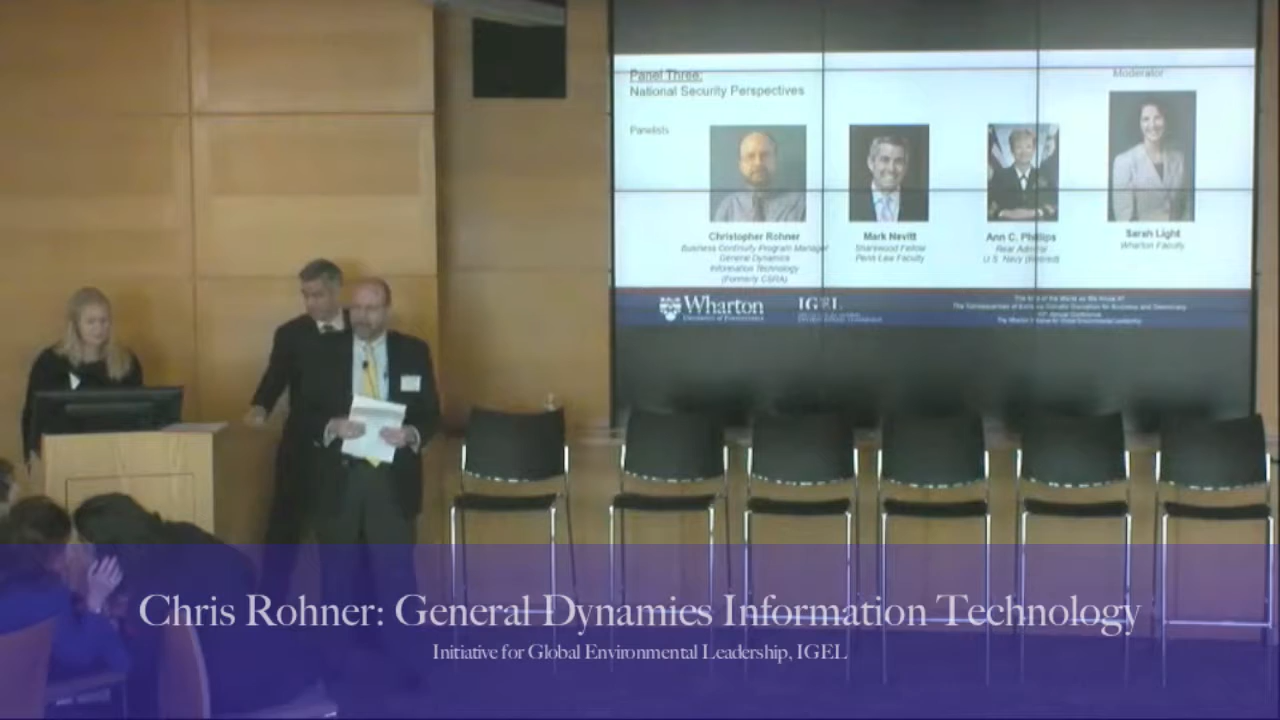 Panel Three:
National Security Perspectives
Moderator
Panelists
Christopher Rohner
Business Continuity Program Manager
General Dynamics
Information Technology
(Formerly CSRA)
Mark Nevitt
Sharswood Fellow
Penn Law Faculty
Ann C. Phillips
Rear Admiral
U.S. Navy (Retired)
Sarah Light
Wharton Faculty
Wharton
IGEL
Chris Rohner: General Dynamics Information Technology
Initiative for Global Environmental Leadership, IGEL